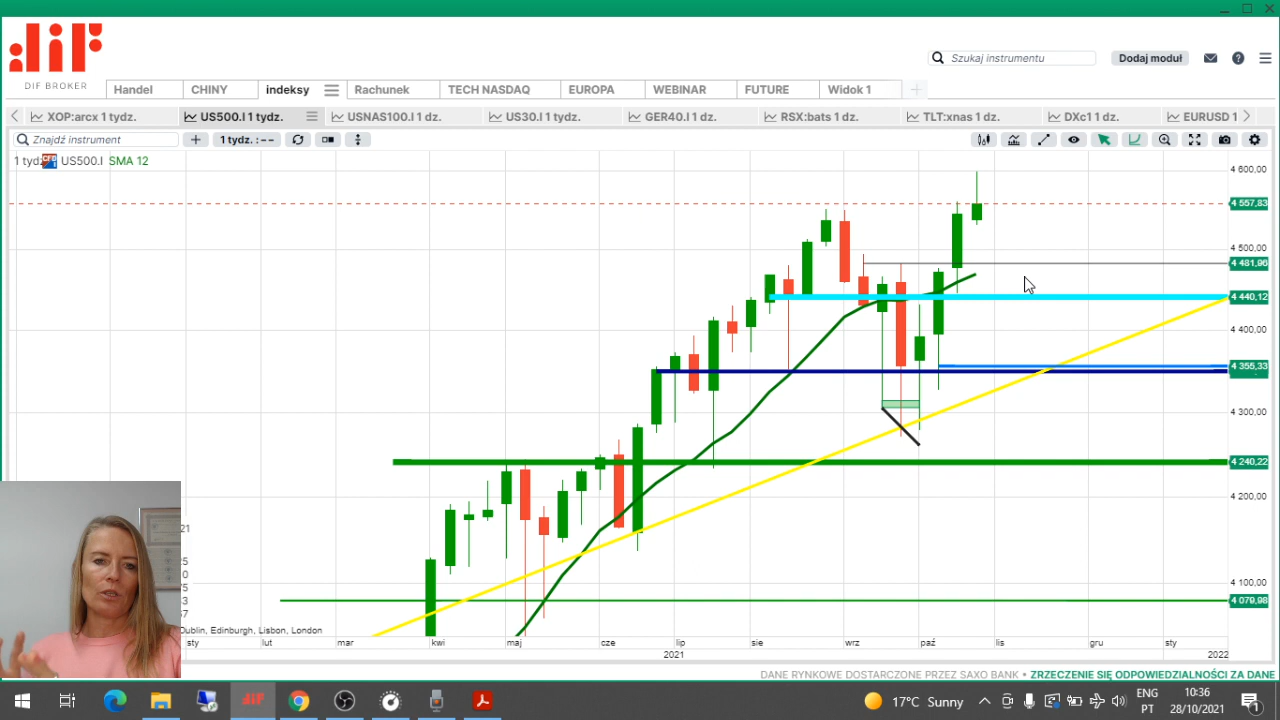 dif
DIF BROKER
Szukaj instrumentu
Dodaj moduł
Handel
CHINY
indeksy
Rachunek
TECH NASDAQ
EUROPA
WEBINAR
FUTURE
Widok 1
XOP:arcx 1 tydz.
US500.I 1 tydz.
USNAS100.I 1 dz.
US30.I 1 tydz.
GER40.I 1 dz.
RSX:bats 1 dz.
TLT:xnas 1 dz.
DXc1 1 dz.
EURUSD 1
Znajdź instrument
1 tydz. : – –
US500.I SMA 12
4 600,00
4 557,83
4 500,00
4 481,96
4 440,12
4 400,00
4 355,33
4 300,00
4 240,22
4 200,00
4 100,00
4 079,98
21
Dublin, Edinburgh, Lisbon, London
sty
lut
mar
kwi
maj
cze
lip
sie
wrz
paź
lis
gru
sty
2021
2022
DANE RYNKOWE DOSTARCZONE PRZEZ SAXO BANK • ZRZECZENIE SIĘ ODPOWIEDZIALNOŚCI ZA DANE
17°C Sunny
ENG
PT
10:36
28/10/2021